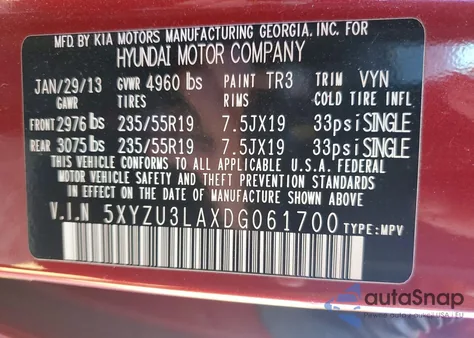 MFD. BY KIA MOTORS MANUFACTURING GEORGIA, INC. FOR
HYUNDAI MOTOR COMPANY
JAN/29/13 GVWR 4960 lbs PAINT TR3 TRIM VYN
GAWR TIRES RIMS COLD TIRE INFL
FRONT 2976 lbs 235/55R19 7.5JX19 33psi SINGLE
REAR 3075 lbs 235/55R19 7.5JX19 33psi SINGLE
THIS VEHICLE CONFORMS TO ALL APPLICABLE U.S.A. FEDERAL
MOTOR VEHICLE SAFETY AND THEFT PREVENTION STANDARDS
IN EFFECT ON THE DATE OF MANUFACTURE SHOWN ABOVE.
V.I.N 5XYZU3LAXDG061700 TYPE:MPV
autoSnap